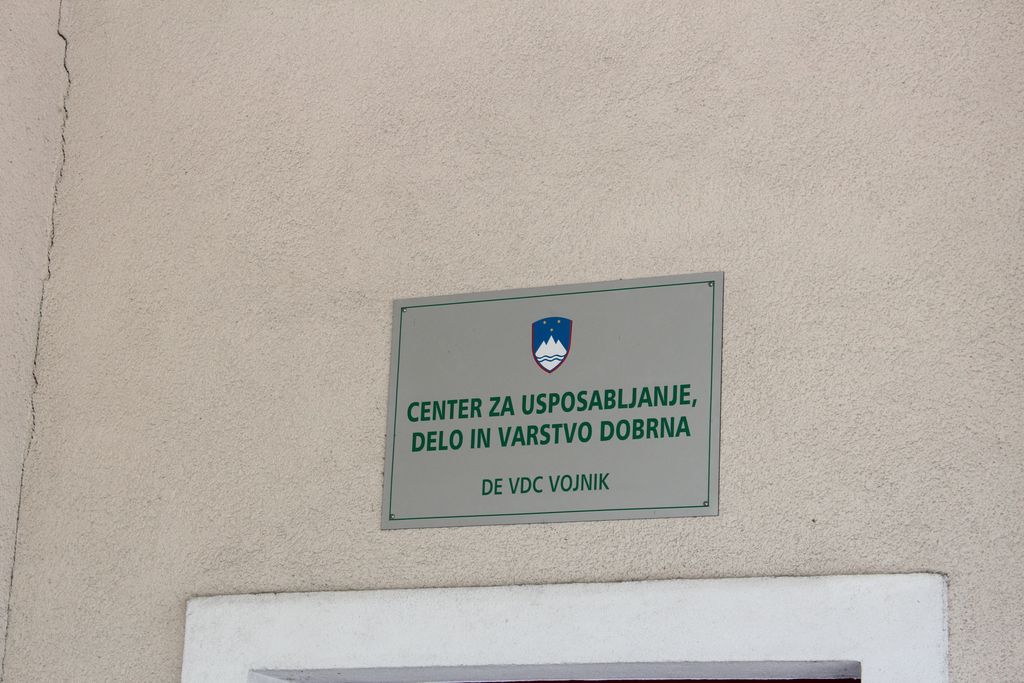 CENTER ZA USPOSABLJANJE,
DELO IN VARSTVO DOBRNA
DE VDC VOJNIK